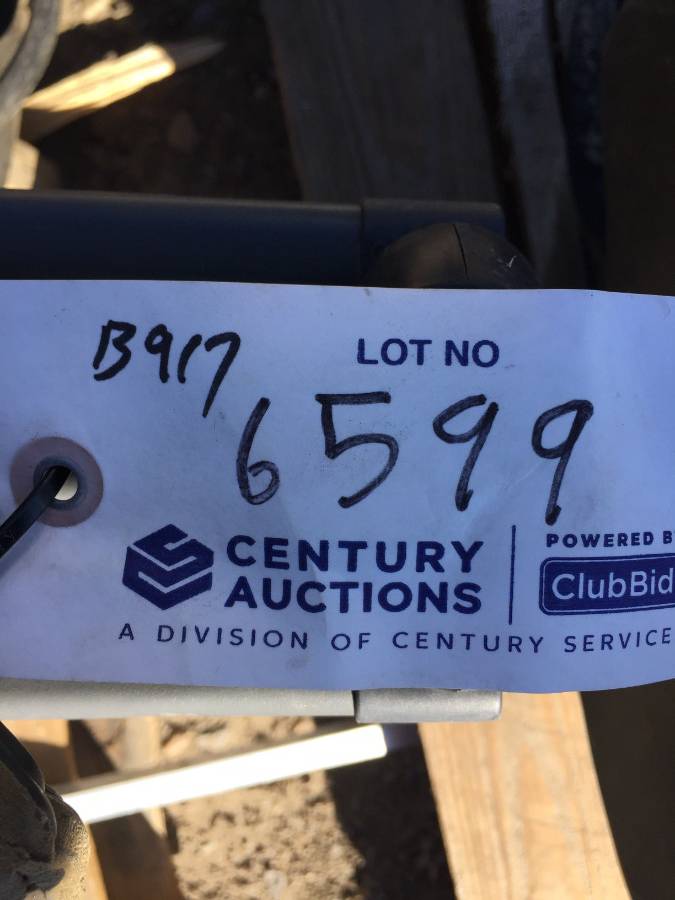 B917
LOT NO
6599
CENTURY
AUCTIONS
A DIVISION OF CENTURY SERVICE
POWERED B
ClubBid